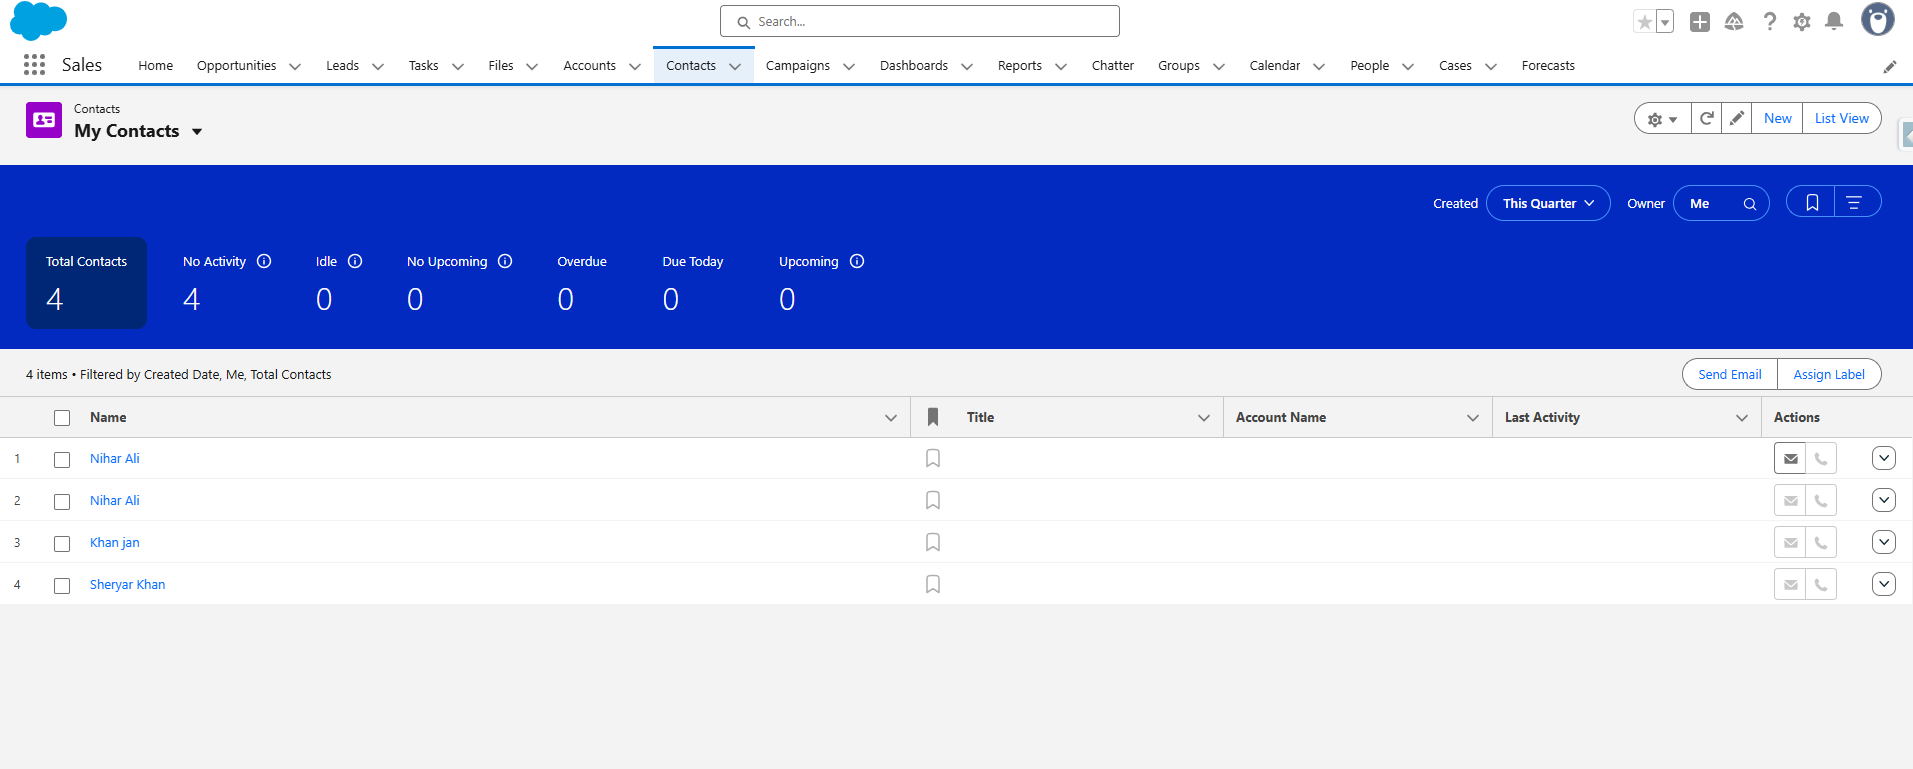 Search...
Sales Home Opportunities Leads Tasks Files Accounts Contacts Campaigns Dashboards Reports Chatter Groups Calendar People Cases Forecasts
Contacts
My Contacts
New List View
Created This Quarter Owner Me
Total Contacts No Activity Idle No Upcoming Overdue Due Today Upcoming
4 4 0 0 0 0 0
4 items • Filtered by Created Date, Me, Total Contacts
Send Email Assign Label
Name Title Account Name Last Activity Actions
1 Nihar Ali
2 Nihar Ali
3 Khan jan
4 Sheryar Khan